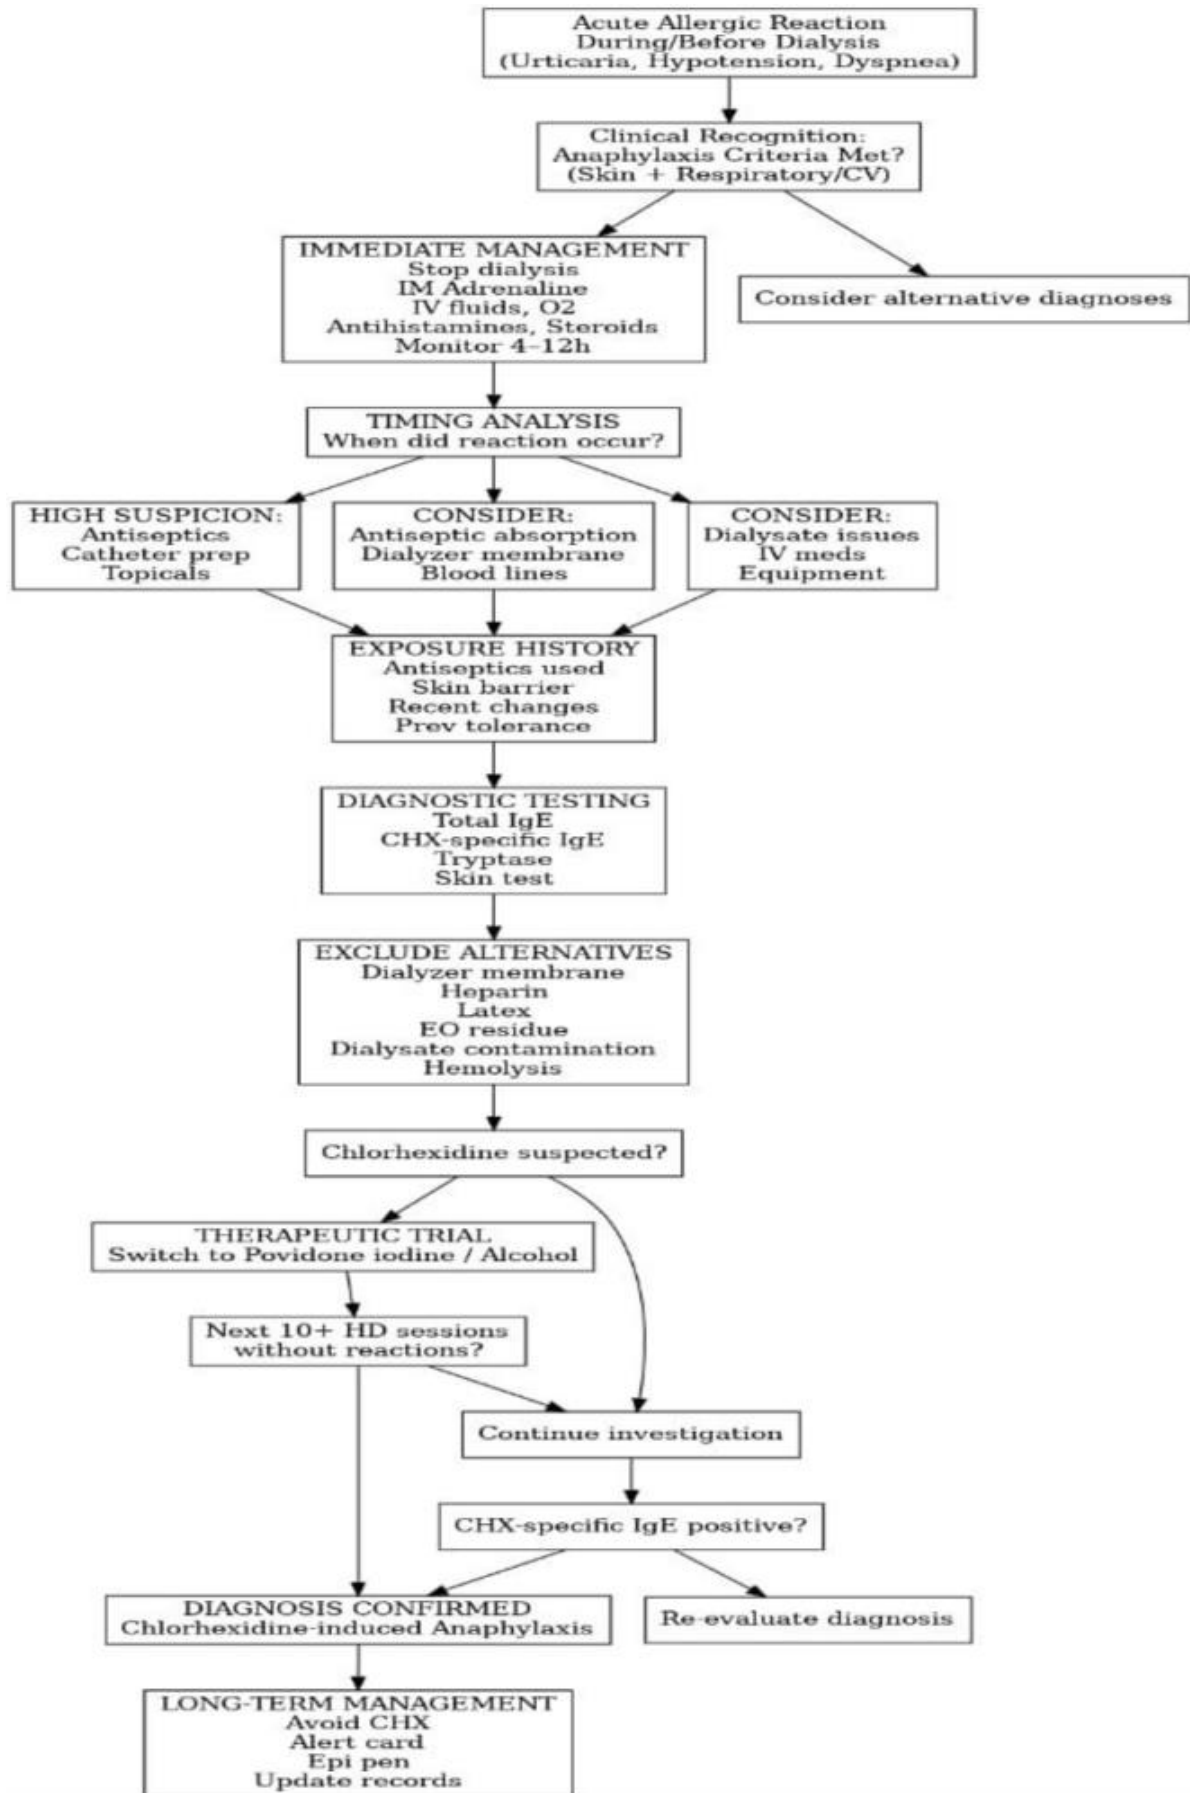 Acute Allergic Reaction
During/Before Dialysis
(Urticaria, Hypotension, Dyspnea)
Clinical Recognition:
Anaphylaxis Criteria Met?
(Skin + Respiratory/CV)
IMMEDIATE MANAGEMENT
Stop dialysis
IM Adrenaline
IV fluids, O2
Antihistamines, Steroids
Monitor 4-12h
Consider alternative diagnoses
TIMING ANALYSIS
When did reaction occur?
HIGH SUSPICION:
Antiseptics
Catheter prep
Topicals
CONSIDER:
Antiseptic absorption
Dialyzer membrane
Blood lines
CONSIDER:
Dialysate issues
IV meds
Equipment
EXPOSURE HISTORY
Antiseptics used
Skin barrier
Recent changes
Prev tolerance
DIAGNOSTIC TESTING
Total IgE
CHX-specific IgE
Tryptase
Skin test
EXCLUDE ALTERNATIVES
Dialyzer membrane
Heparin
Latex
EO residue
Dialysate contamination
Hemolysis
Chlorhexidine suspected?
THERAPEUTIC TRIAL
Switch to Povidone iodine / Alcohol
Next 10+ HD sessions
without reactions?
Continue investigation
CHX-specific IgE positive?
DIAGNOSIS CONFIRMED
Chlorhexidine-induced Anaphylaxis
Re-evaluate diagnosis
LONG-TERM MANAGEMENT
Avoid CHX
Alert card
Epi pen
Update records